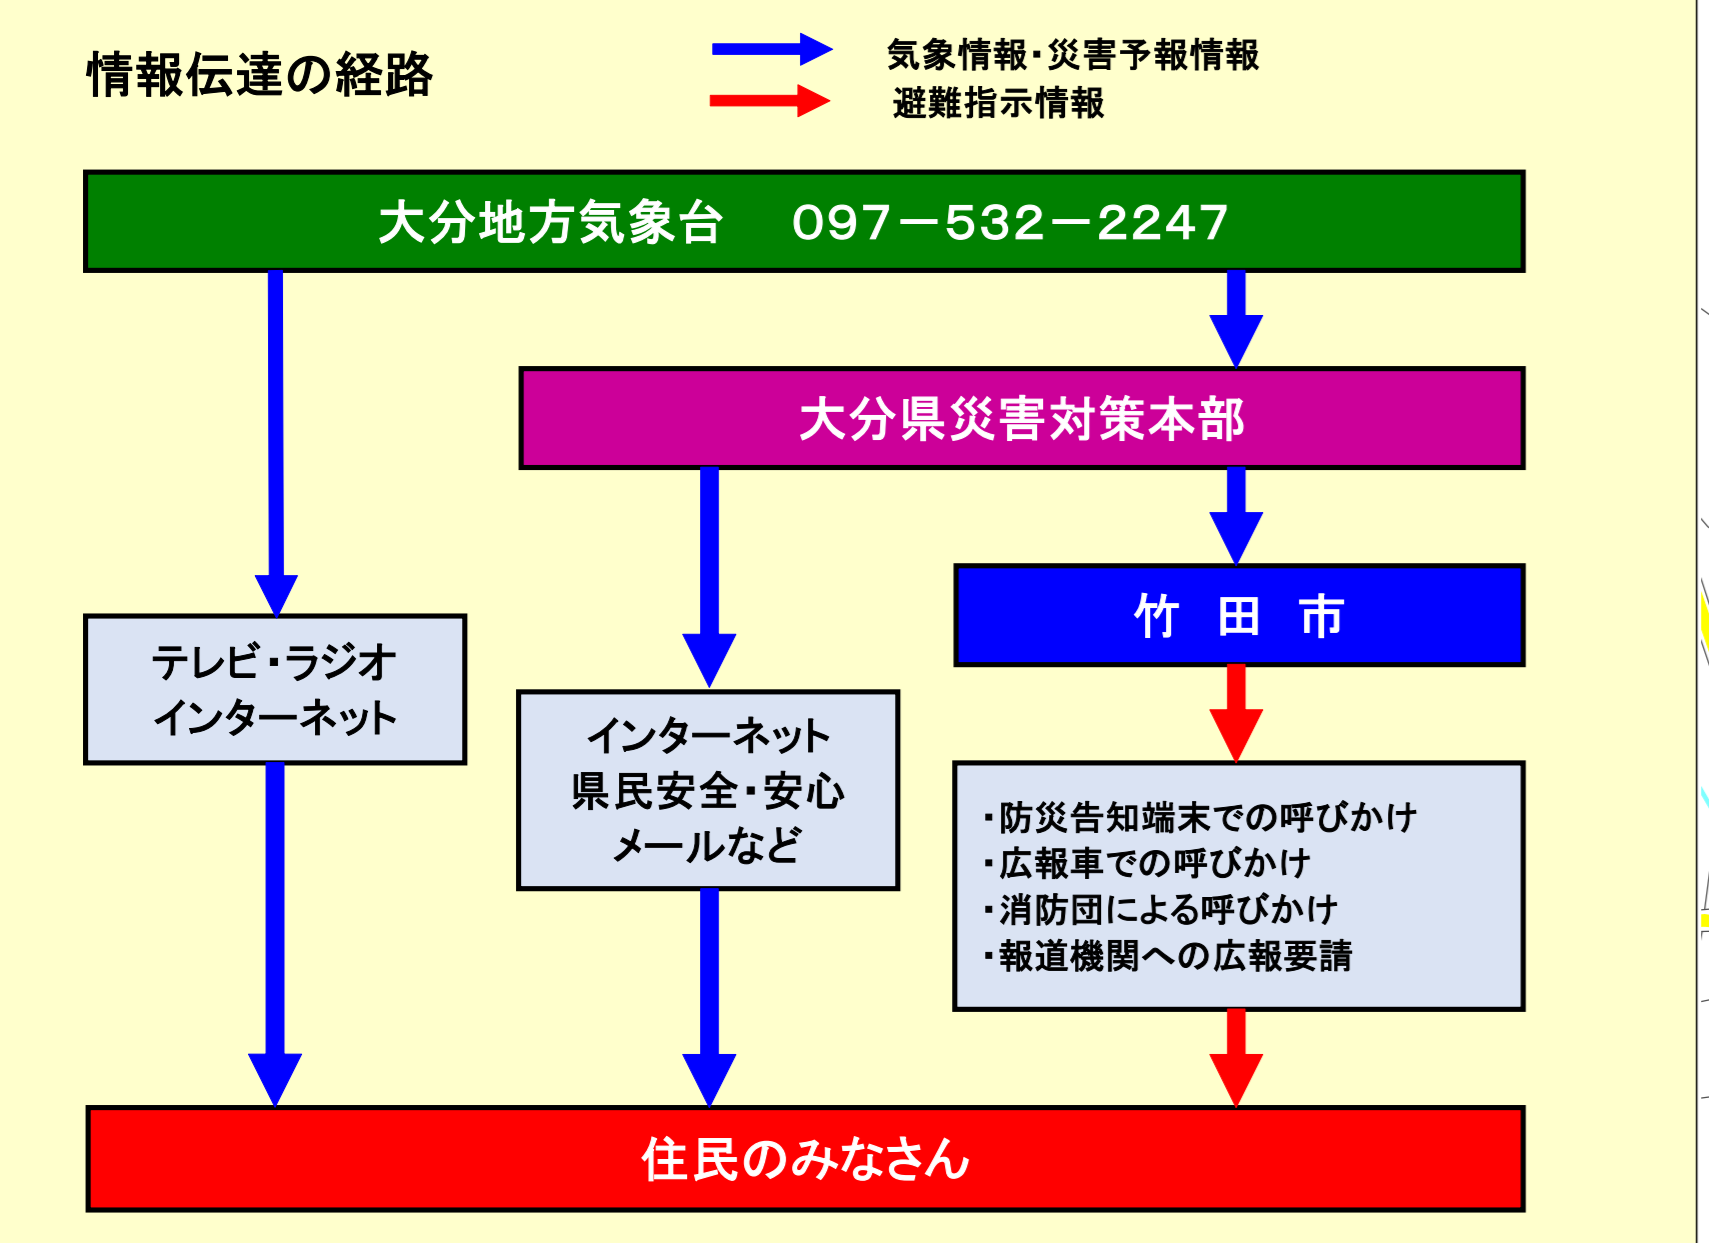 情報伝達の経路
気象情報・災害予報情報
避難指示情報
大分地方気象台　０９７－５３２－２２４７
大分県災害対策本部
竹　田　市
テレビ・ラジオ
インターネット
インターネット
県民安全・安心
メールなど
・防災告知端末での呼びかけ
・広報車での呼びかけ
・消防団による呼びかけ
・報道機関への広報要請
住民のみなさん